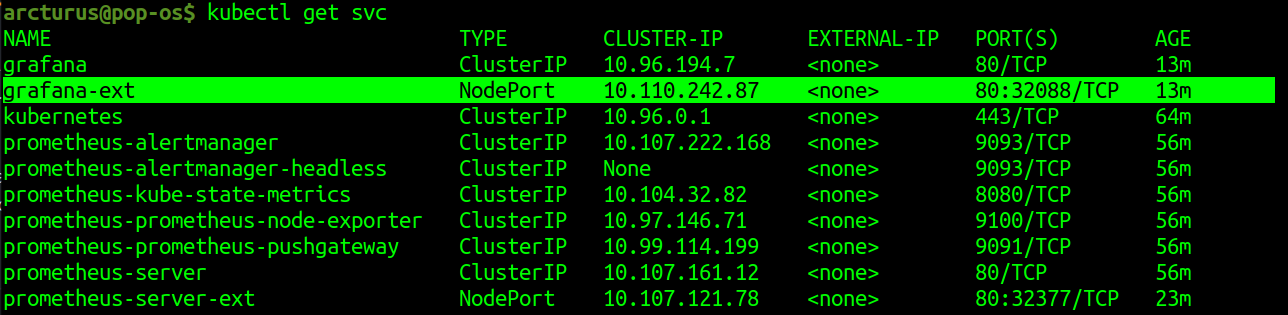 arcturus@pop-os$ kubectl get svc
NAME TYPE CLUSTER-IP EXTERNAL-IP PORT(S) AGE
grafana ClusterIP 10.96.194.7 <none> 80/TCP 13m
grafana-ext NodePort 10.110.242.87 <none> 80:32088/TCP 13m
kubernetes ClusterIP 10.96.0.1 <none> 443/TCP 64m
prometheus-alertmanager ClusterIP 10.107.222.168 <none> 9093/TCP 56m
prometheus-alertmanager-headless ClusterIP None <none> 9093/TCP 56m
prometheus-kube-state-metrics ClusterIP 10.104.32.82 <none> 8080/TCP 56m
prometheus-prometheus-node-exporter ClusterIP 10.97.146.71 <none> 9100/TCP 56m
prometheus-prometheus-pushgateway ClusterIP 10.99.114.199 <none> 9091/TCP 56m
prometheus-server ClusterIP 10.107.161.12 <none> 80/TCP 56m
prometheus-server-ext NodePort 10.107.121.78 <none> 80:32377/TCP 23m